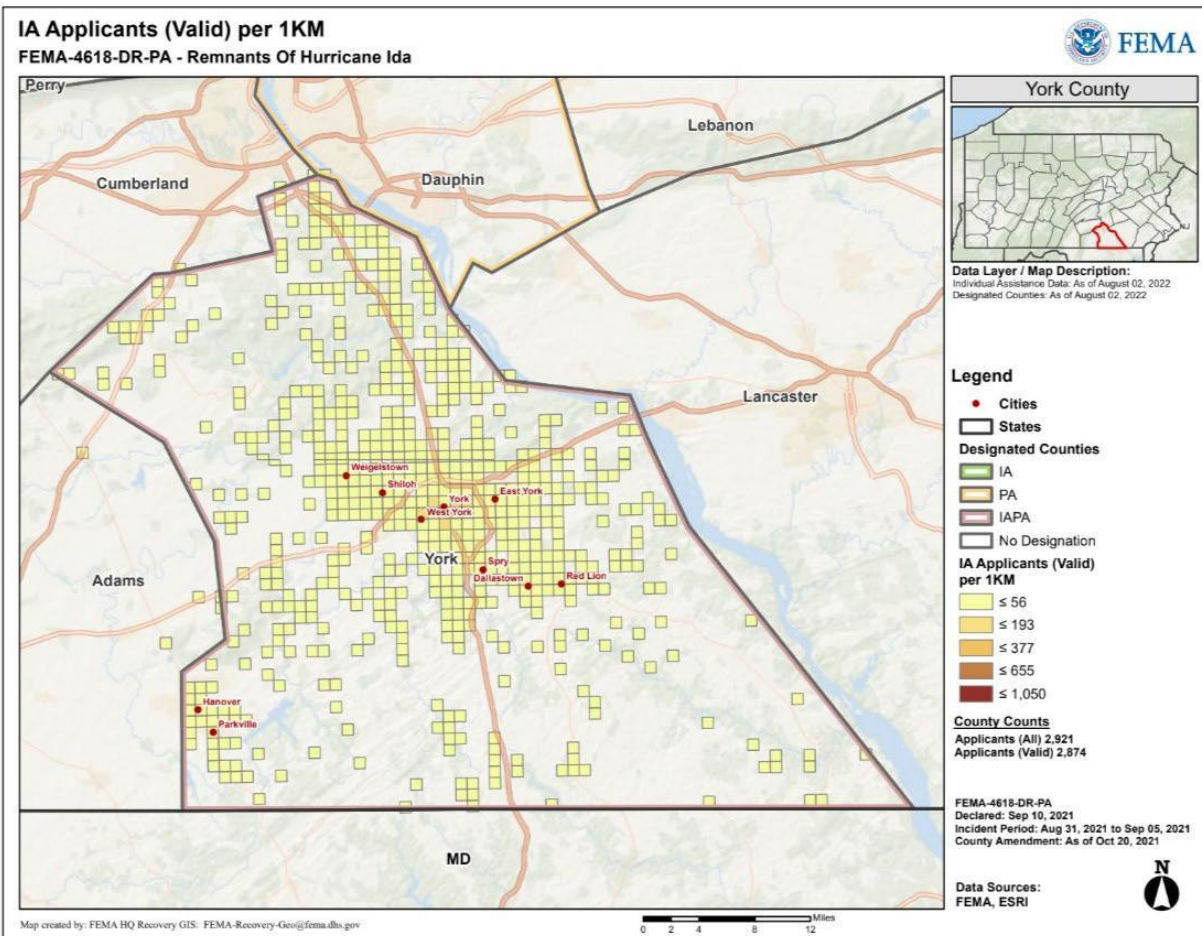 IA Applicants (Valid) per 1KM
FEMA-4618-DR-PA - Remnants Of Hurricane Ida
FEMA
York County
Perry
Lebanon
Cumberland
Dauphin
NJ
Data Layer / Map Description:
Individual Assistance Data: As of August 02, 2022
Designated Counties: As of August 02, 2022
Lancaster
Weigelstown
Shiloh
East York
York
West York
York
Spry
Dallastown
Red Lion
Adams
Hanover
Parkville
MD
Legend
Cities
States
Designated Counties
IA
PA
IAPA
No Designation
IA Applicants (Valid)
per 1KM
≤ 56
≤ 193
≤ 377
≤ 655
≤ 1,050
County Counts
Applicants (All) 2,921
Applicants (Valid) 2,874
FEMA-4618-DR-PA
Declared: Sep 10, 2021
Incident Period: Aug 31, 2021 to Sep 05, 2021
County Amendment: As of Oct 20, 2021
Data Sources:
FEMA, ESRI
N
Map created by: FEMA HQ Recovery GIS: FEMA-Recovery-Geo@fema.dhs.gov
Miles
0 2 4 8 12